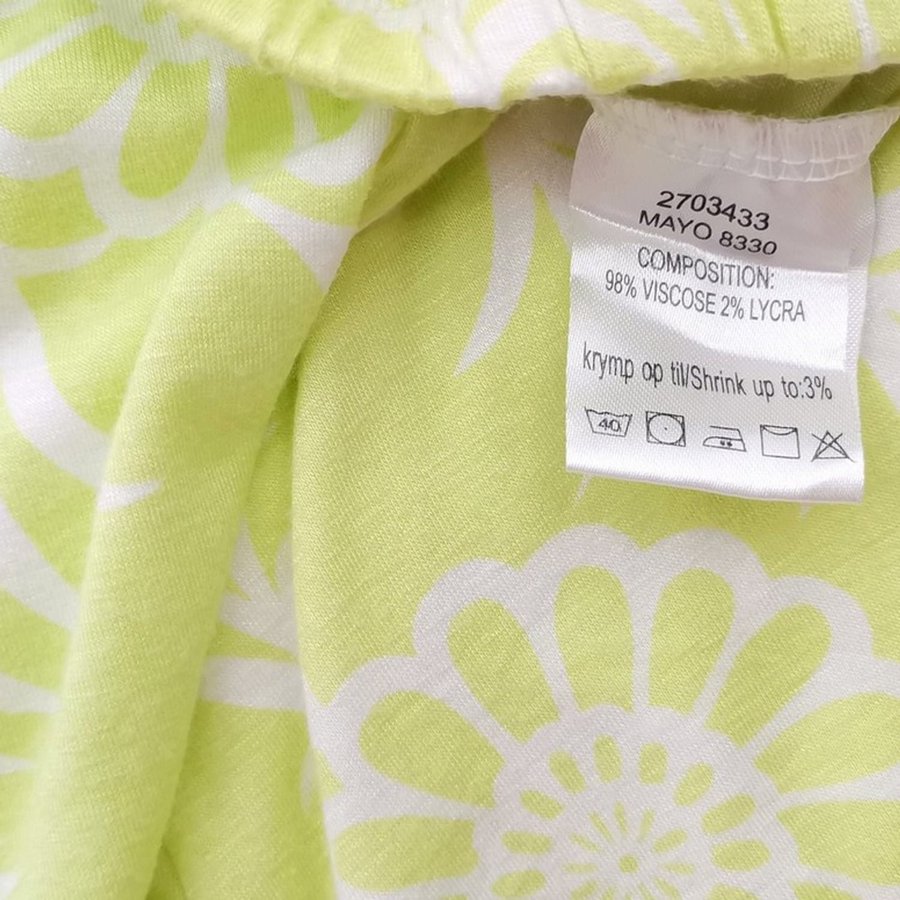 2703433
MAYO 8330
COMPOSITION:
98% VISCOSE 2% LYCRA
krymp op til/Shrink up to:3%
40